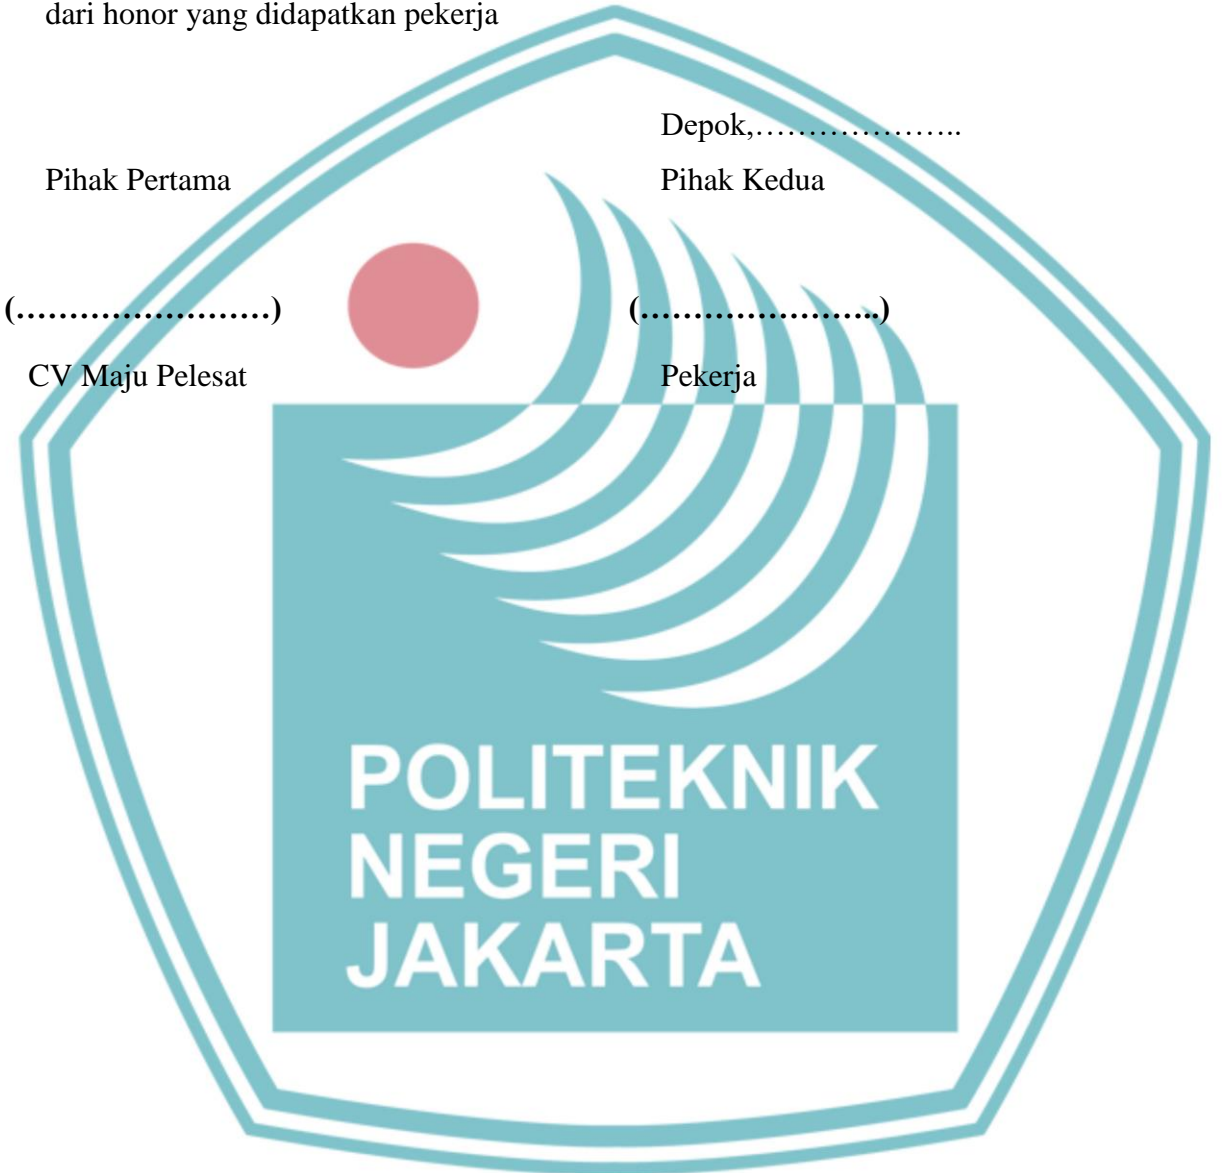 dari honor yang didapatkan pekerja
Depok,………………..
Pihak Pertama Pihak Kedua
(……………………) (…………………..)
CV Maju Pelesat Pekerja
POLITEKNIK
NEGERI
JAKARTA